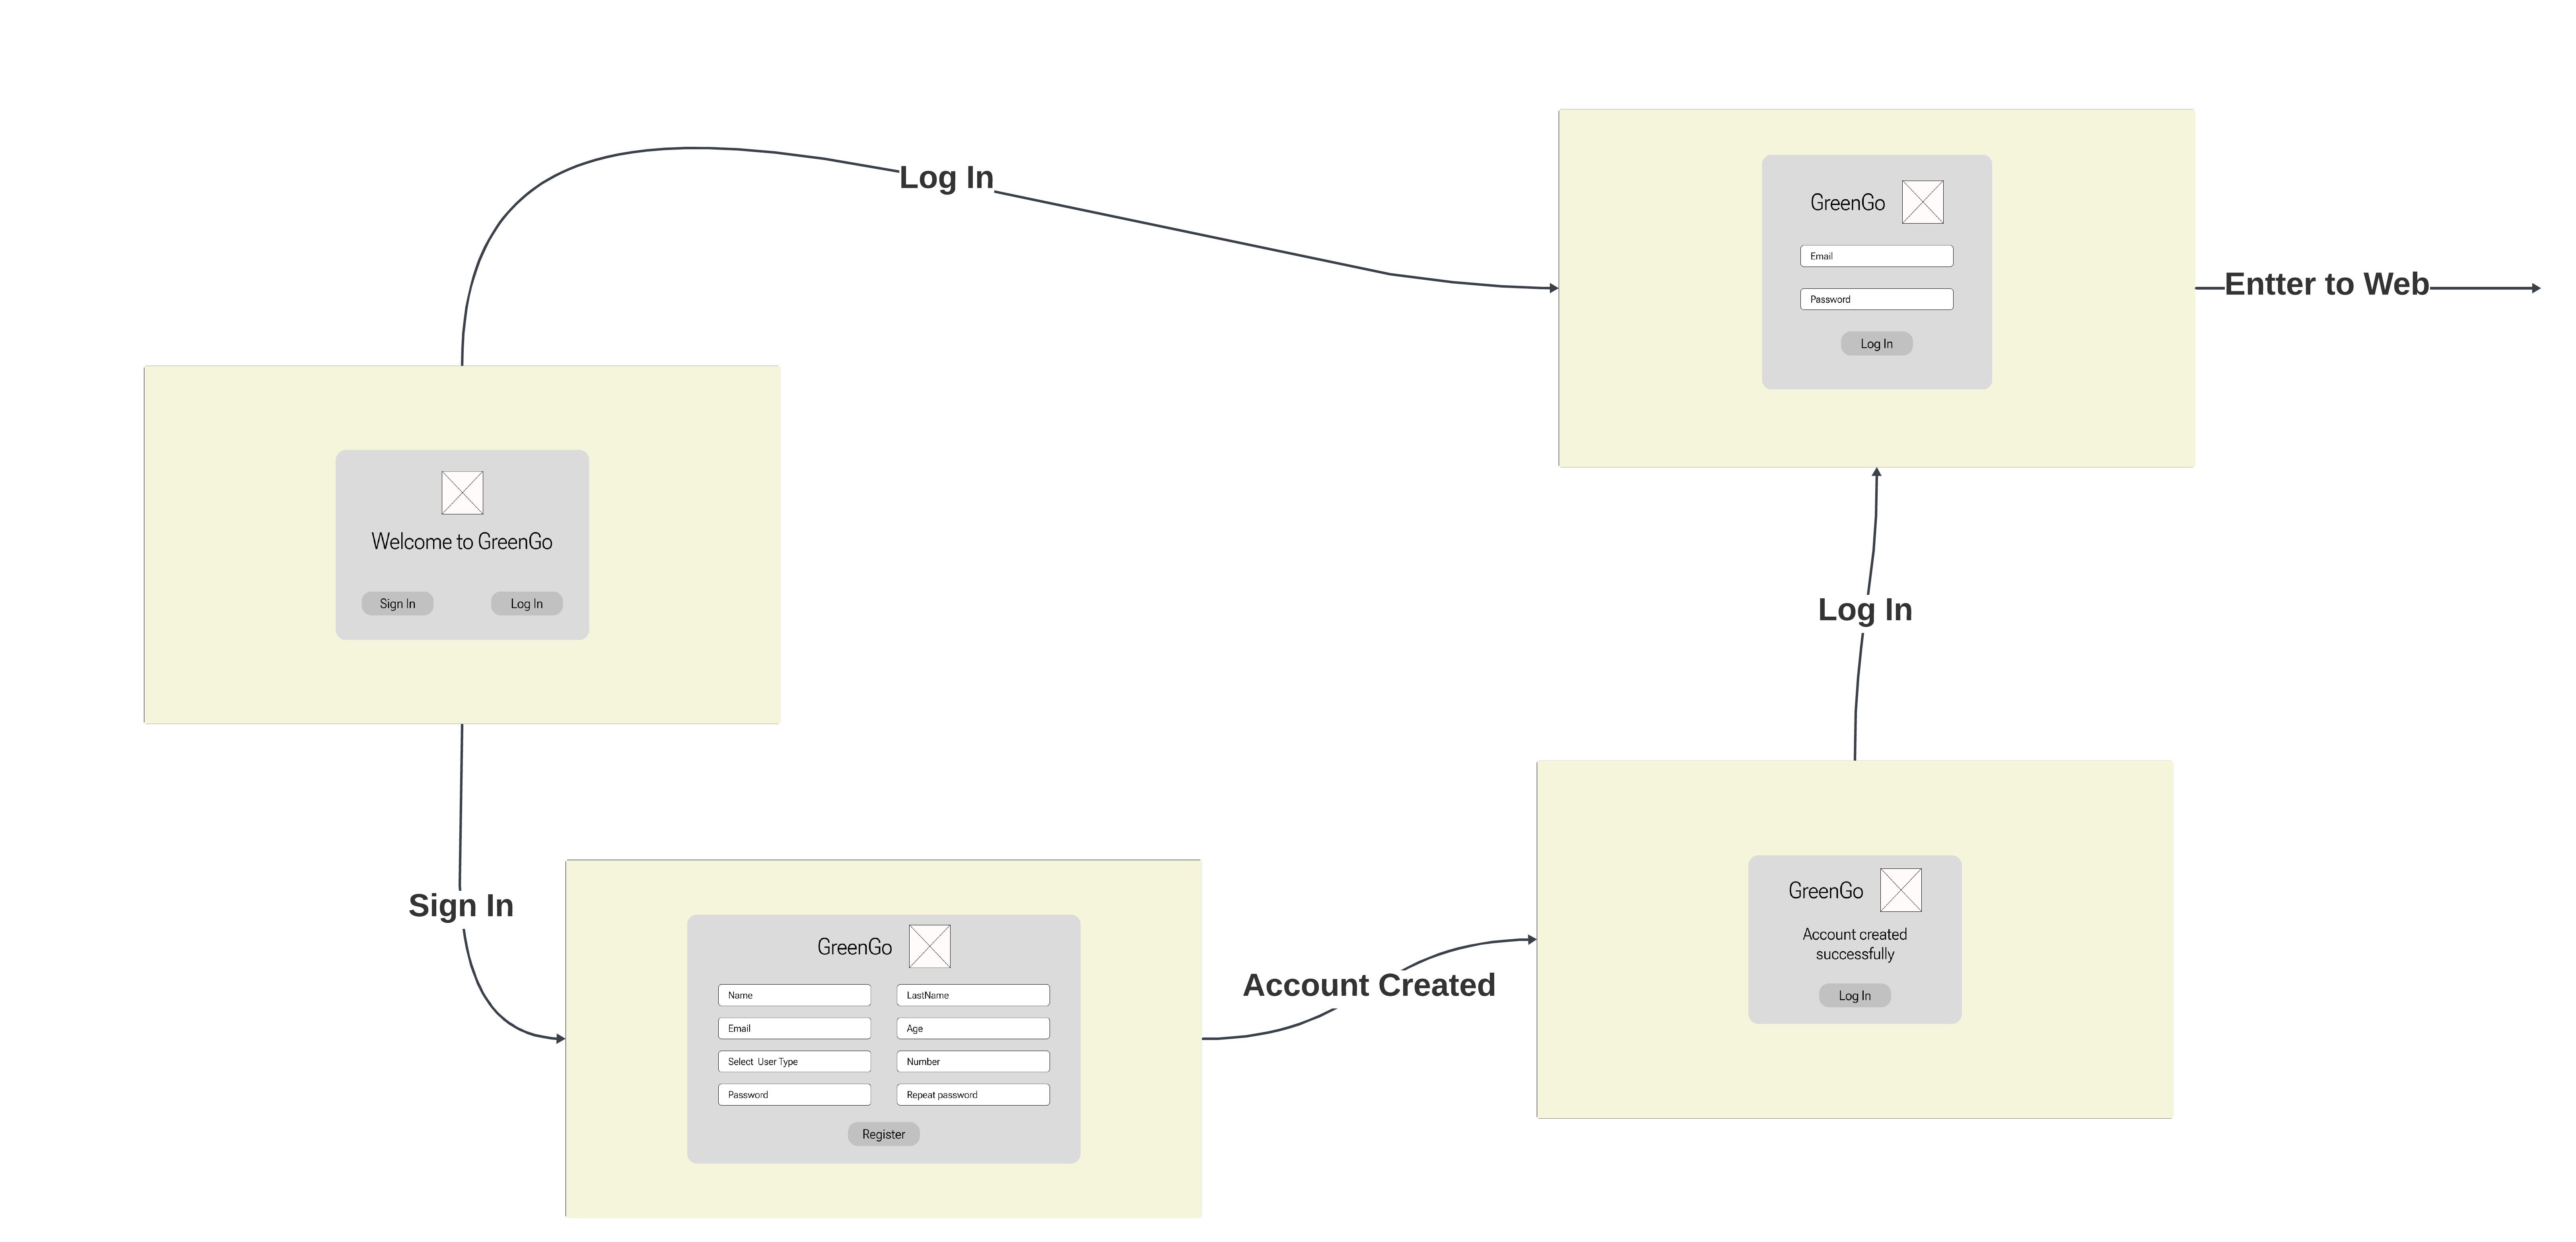 Log In
GreenGo
Email
Password
Log In
Entter to Web
Welcome to GreenGo
Sign In
Log In
Log In
Sign In
GreenGo
Name
LastName
Email
Age
Select User Type
Number
Password
Repeat password
Register
Account Created
GreenGo
Account created
successfully
Log In